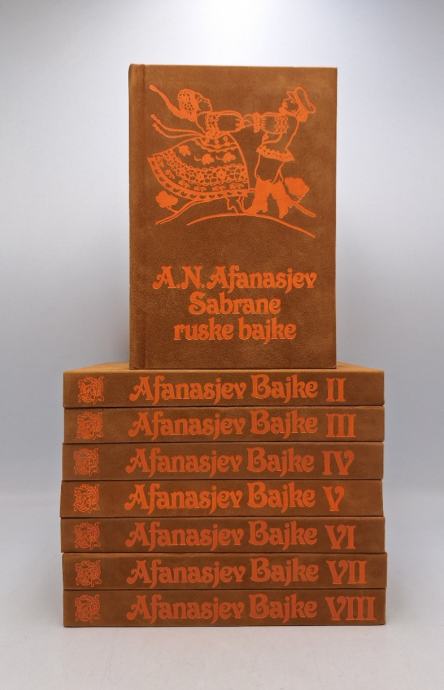 A.N. Afanasjev
Sabrane
ruske bajke
Afanasjev Bajke II
Afanasjev Bajke III
Afanasjev Bajke IV
Afanasjev Bajke V
Afanasjev Bajke VI
Afanasjev Bajke VII
Afanasjev Bajke VIII